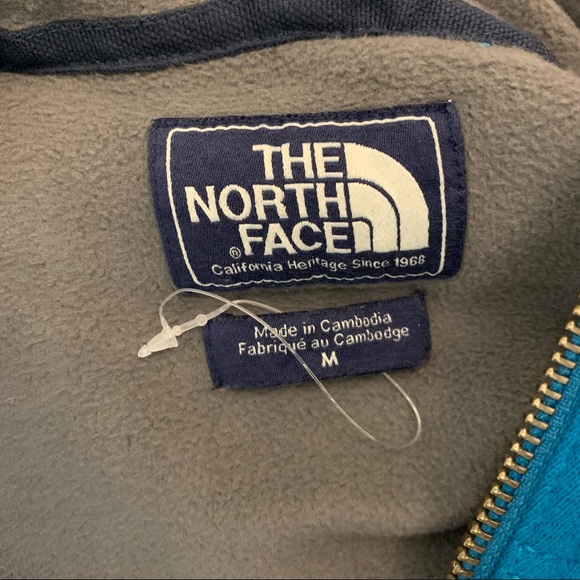 THE
NORTH
FACE
®
California Heritage Since 1968
Made in Cambodia
Fabriqué au Cambodge
M